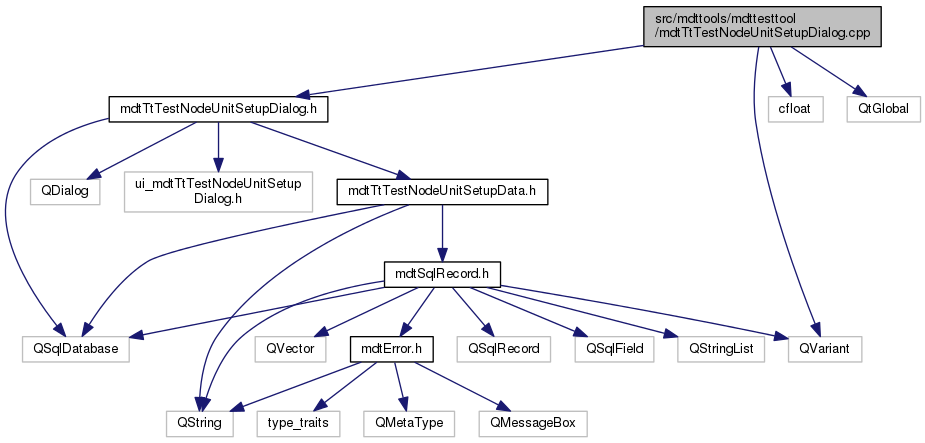 src/mdttools/mdttesttool
/mdtTtTestNodeUnitSetupDialog.cpp
mdtTtTestNodeUnitSetupDialog.h
cfloat
QtGlobal
QDialog
ui_mdtTtTestNodeUnitSetup
Dialog.h
mdtTtTestNodeUnitSetupData.h
mdtSqlRecord.h
QSqlDatabase
QVector
mdtError.h
QSqlRecord
QSqlField
QStringList
QVariant
QString
type_traits
QMetaType
QMessageBox